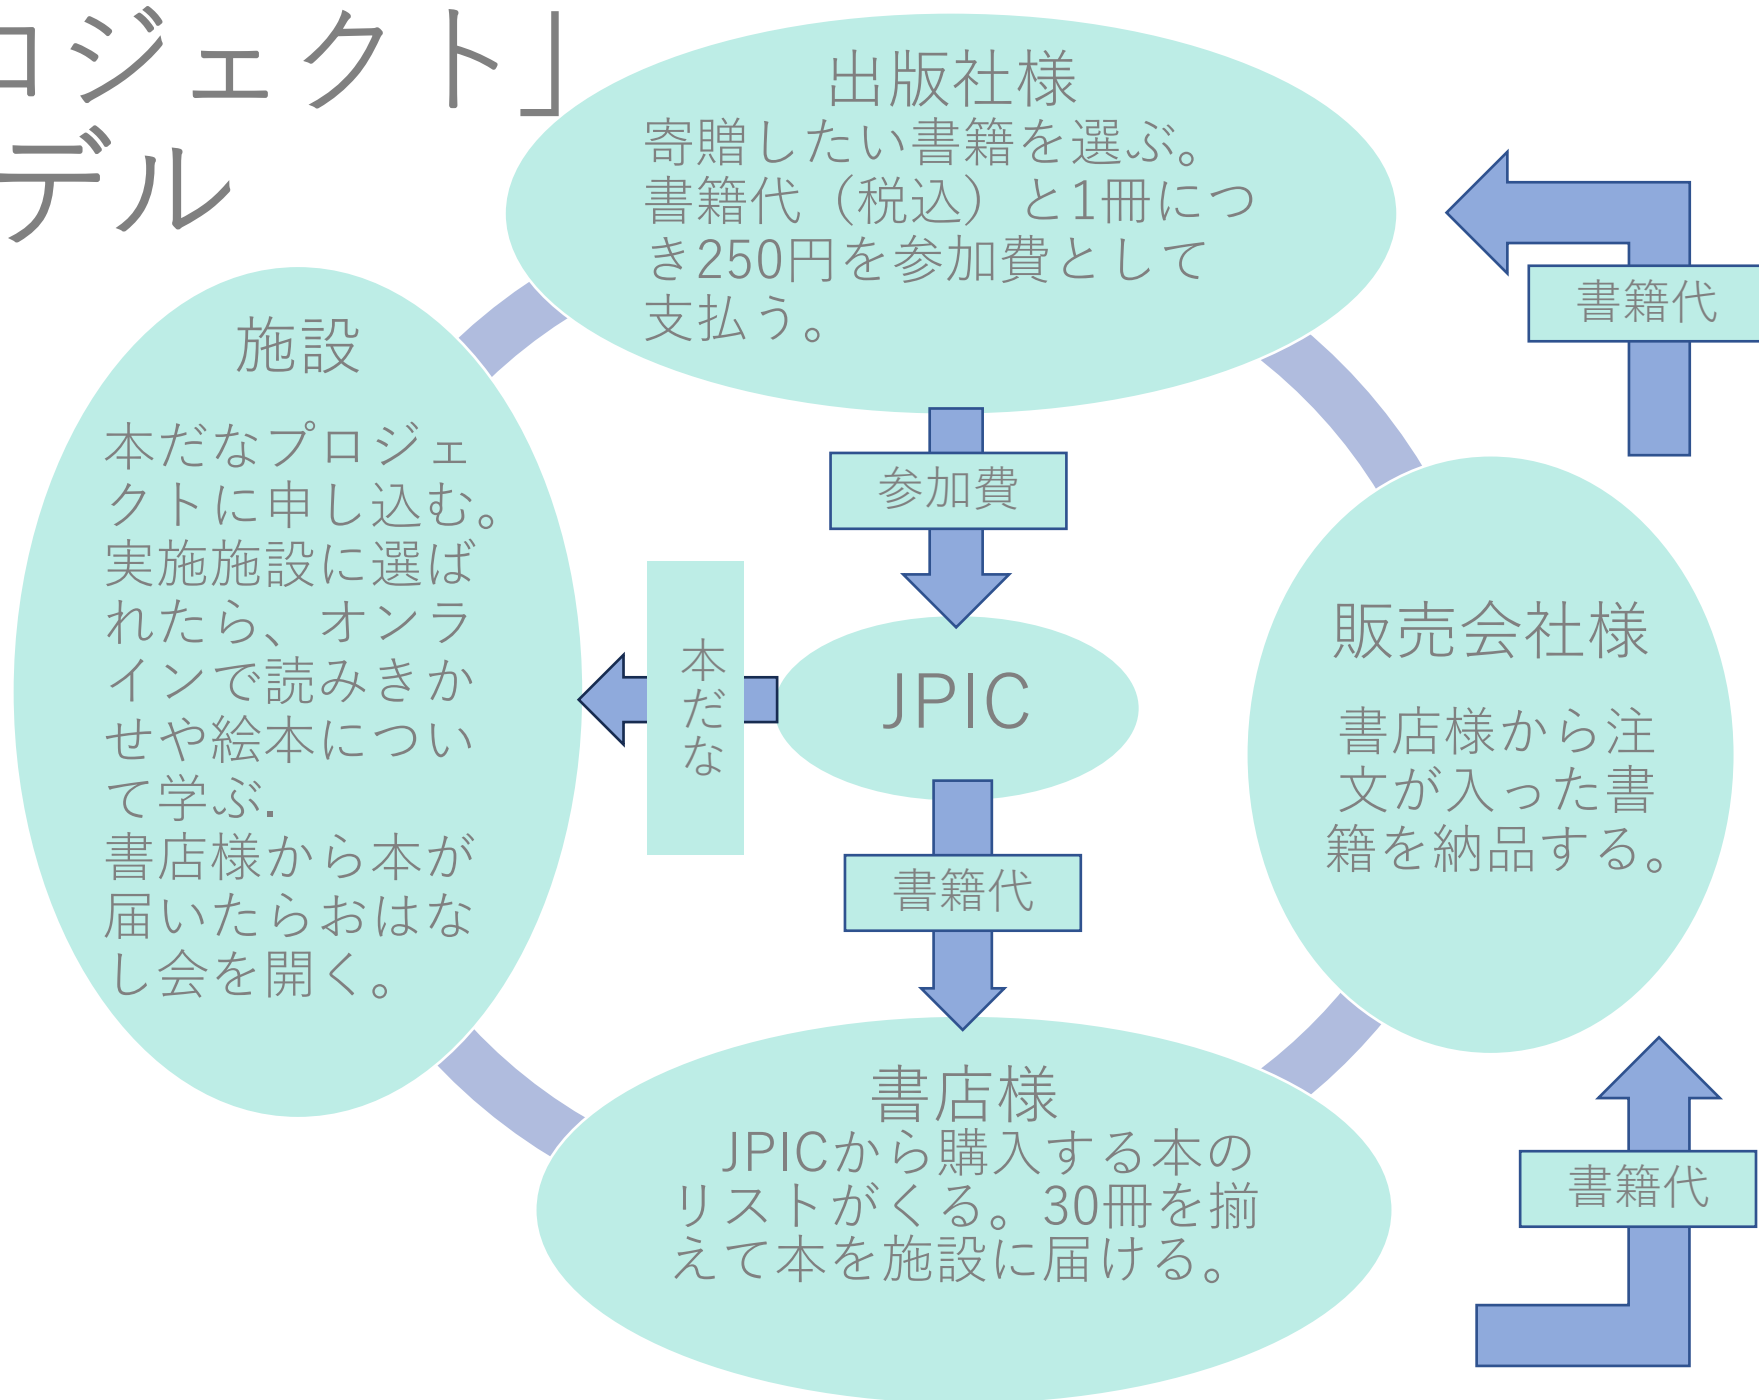 ロジェクト」
デル
出版社様
寄贈したい書籍を選ぶ。
書籍代（税込）と1冊につ
き250円を参加費として
支払う。
書籍代
施設
本だなプロジェ
クトに申し込む。
実施施設に選ば
れたら、オンラ
インで読みきか
せや絵本につい
て学ぶ.
書店様から本が
届いたらおはな
し会を開く。
参加費
本だな
JPIC
書籍代
販売会社様
書店様から注
文が入った書
籍を納品する。
書店様
JPICから購入する本の
リストがくる。30冊を揃
えて本を施設に届ける。
書籍代